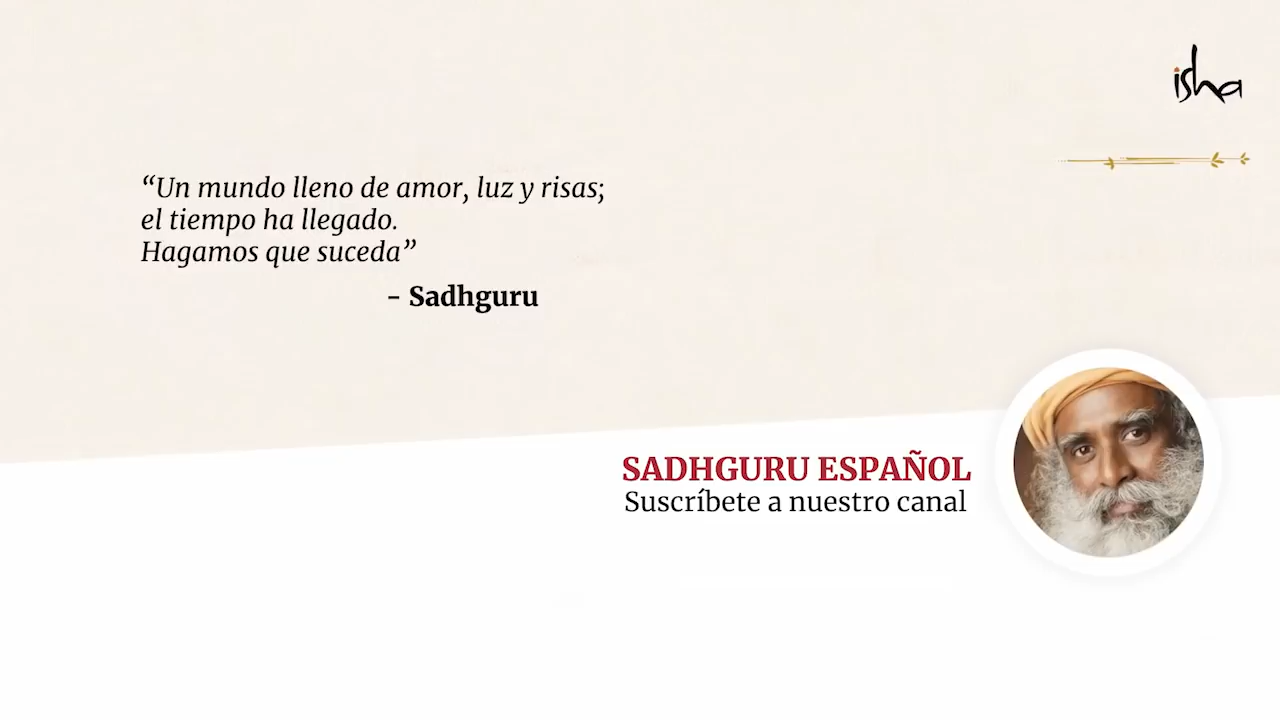 isha
“Un mundo lleno de amor, luz y risas;
el tiempo ha llegado.
Hagamos que suceda”
- Sadhguru
SADHGURU ESPAÑOL
Suscríbete a nuestro canal